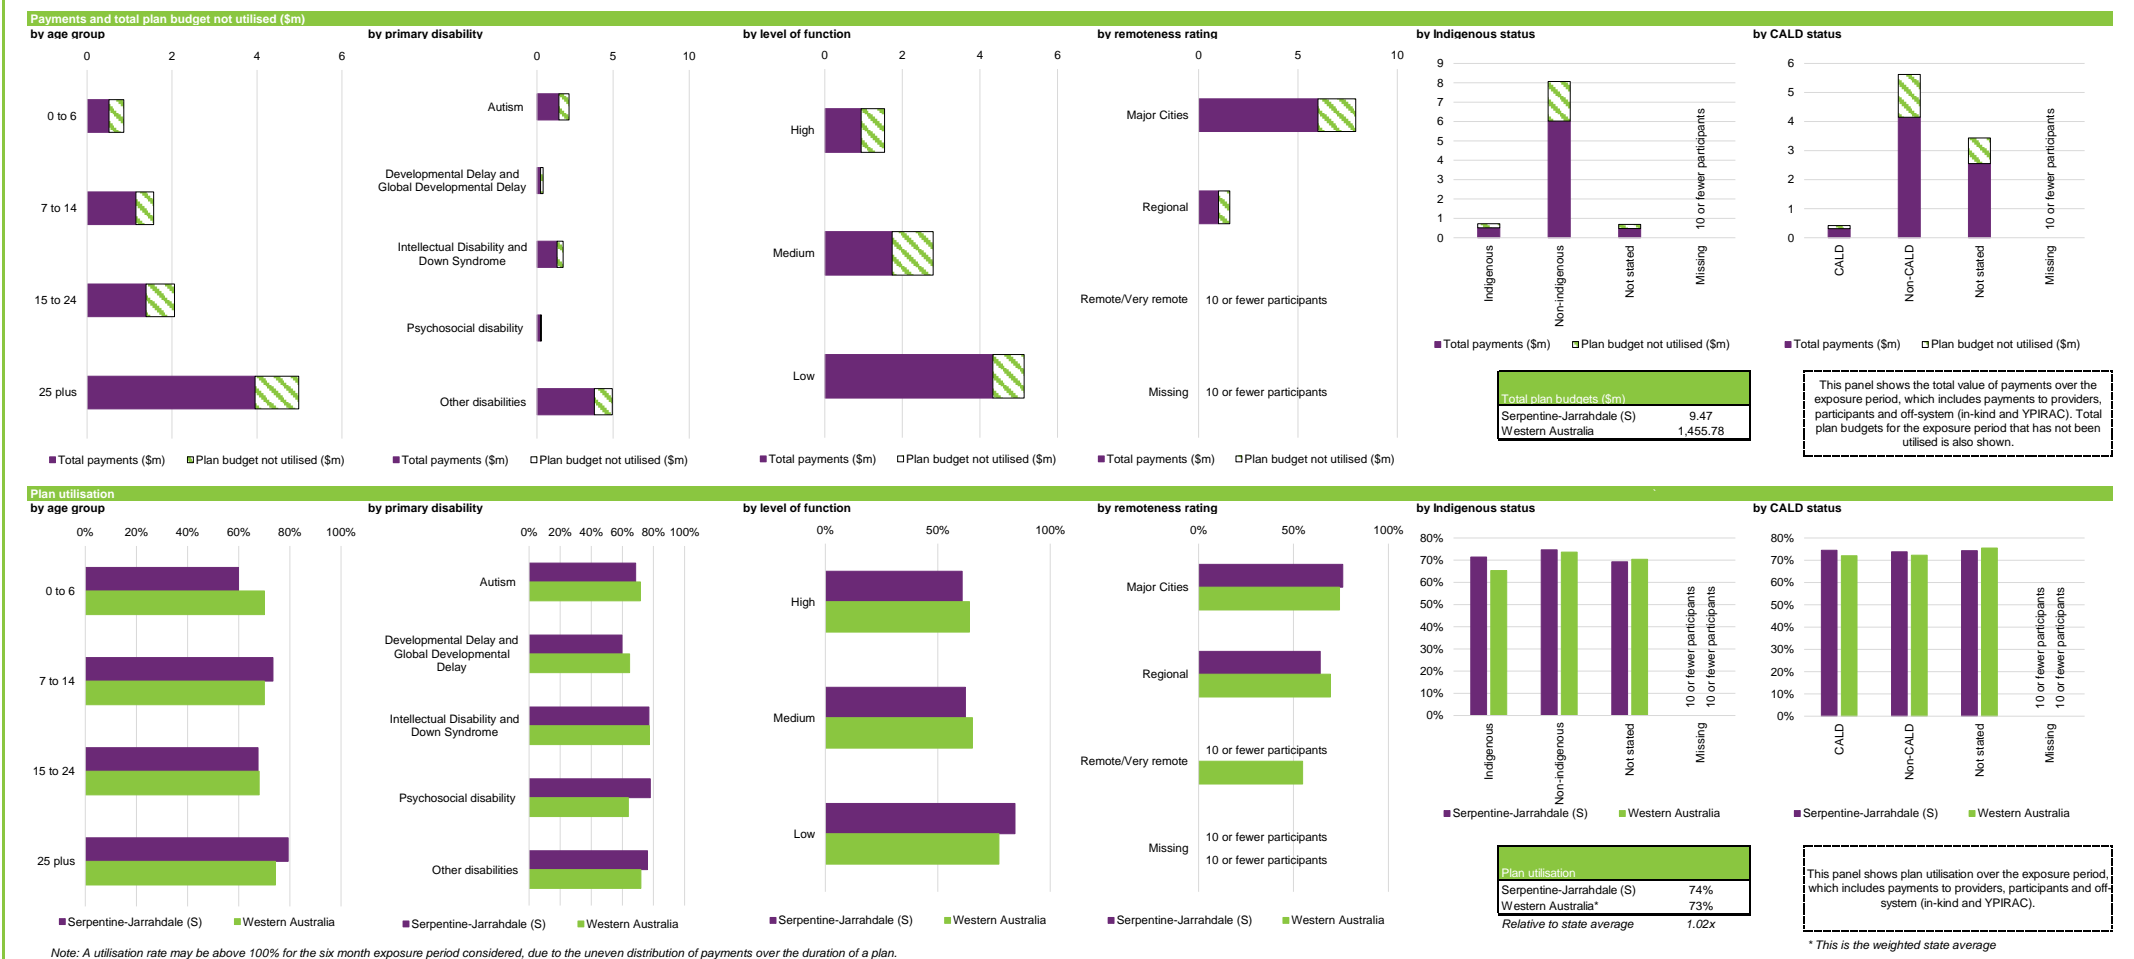 Payments and total plan budget not utilised ($m)
by age group
0 2 4 6
0 to 6
7 to 14
15 to 24
25 plus
Total payments ($m) Plan budget not utilised ($m)
by primary disability
0 5 10
Autism
Developmental Delay and
Global Developmental Delay
Intellectual Disability and
Down Syndrome
Psychosocial disability
Other disabilities
Total payments ($m) Plan budget not utilised ($m)
by level of function
0 2 4 6
High
Medium
Low
Total payments ($m) Plan budget not utilised ($m)
by remoteness rating
0 5 10
Major Cities
Regional
Remote/Very remote 10 or fewer participants
Missing 10 or fewer participants
Total payments ($m) Plan budget not utilised ($m)
by Indigenous status
9
8
7
6
5
4
3
2
1
0
Indigenous
Non-indigenous
Not stated
Missing
10 or fewer participants
Total payments ($m) Plan budget not utilised ($m)
by CALD status
6
5
4
3
2
1
0
CALD
Non-CALD
Not stated
Missing
10 or fewer participants
Total payments ($m) Plan budget not utilised ($m)
Total plan budgets ($m)
Serpentine-Jarrahdale (S) 9.47
Western Australia 1,455.78
This panel shows the total value of payments over the
exposure period, which includes payments to providers,
participants and off-system (in-kind and YPIRAC). Total
plan budgets for the exposure period that has not been
utilised is also shown.
Plan utilisation
by age group
0% 20% 40% 60% 80% 100%
0 to 6
7 to 14
15 to 24
25 plus
Serpentine-Jarrahdale (S) Western Australia
by primary disability
0% 20% 40% 60% 80% 100%
Autism
Developmental Delay and
Global Developmental
Delay
Intellectual Disability and
Down Syndrome
Psychosocial disability
Other disabilities
Serpentine-Jarrahdale (S) Western Australia
by level of function
0% 50% 100%
High
Medium
Low
Serpentine-Jarrahdale (S) Western Australia
by remoteness rating
0% 50% 100%
Major Cities
Regional
10 or fewer participants
Remote/Very remote
10 or fewer participants
Missing
10 or fewer participants
Serpentine-Jarrahdale (S) Western Australia
by Indigenous status
80%
70%
60%
50%
40%
30%
20%
10%
0%
Indigenous
Non-indigenous
Not stated
Missing
10 or fewer participants
10 or fewer participants
Serpentine-Jarrahdale (S) Western Australia
by CALD status
80%
70%
60%
50%
40%
30%
20%
10%
0%
CALD
Non-CALD
Not stated
Missing
10 or fewer participants
10 or fewer participants
Serpentine-Jarrahdale (S) Western Australia
Plan utilisation
Serpentine-Jarrahdale (S) 74%
Western Australia* 73%
Relative to state average 1.02x
This panel shows plan utilisation over the exposure period,
which includes payments to providers, participants and off-
system (in-kind and YPIRAC).
* This is the weighted state average
Note: A utilisation rate may be above 100% for the six month exposure period considered, due to the uneven distribution of payments over the duration of a plan.